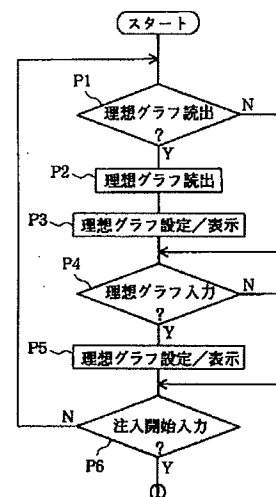 スタート
P1
理想グラフ読出
N
?
Y
P2
理想グラフ読出
P3
理想グラフ設定/表示
P4
理想グラフ入力
N
?
Y
P5
理想グラフ設定/表示
N
注入開始入力
?
P6
Y
①